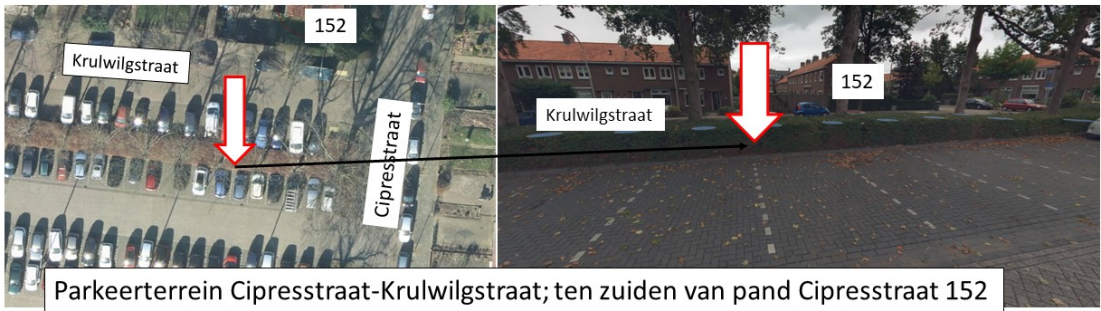 152
Krulwilgstraat
Cipresstraat
152
Krulwilgstraat
Parkeerterrein Cipresstraat-Krulwilgstraat; ten zuiden van pand Cipresstraat 152